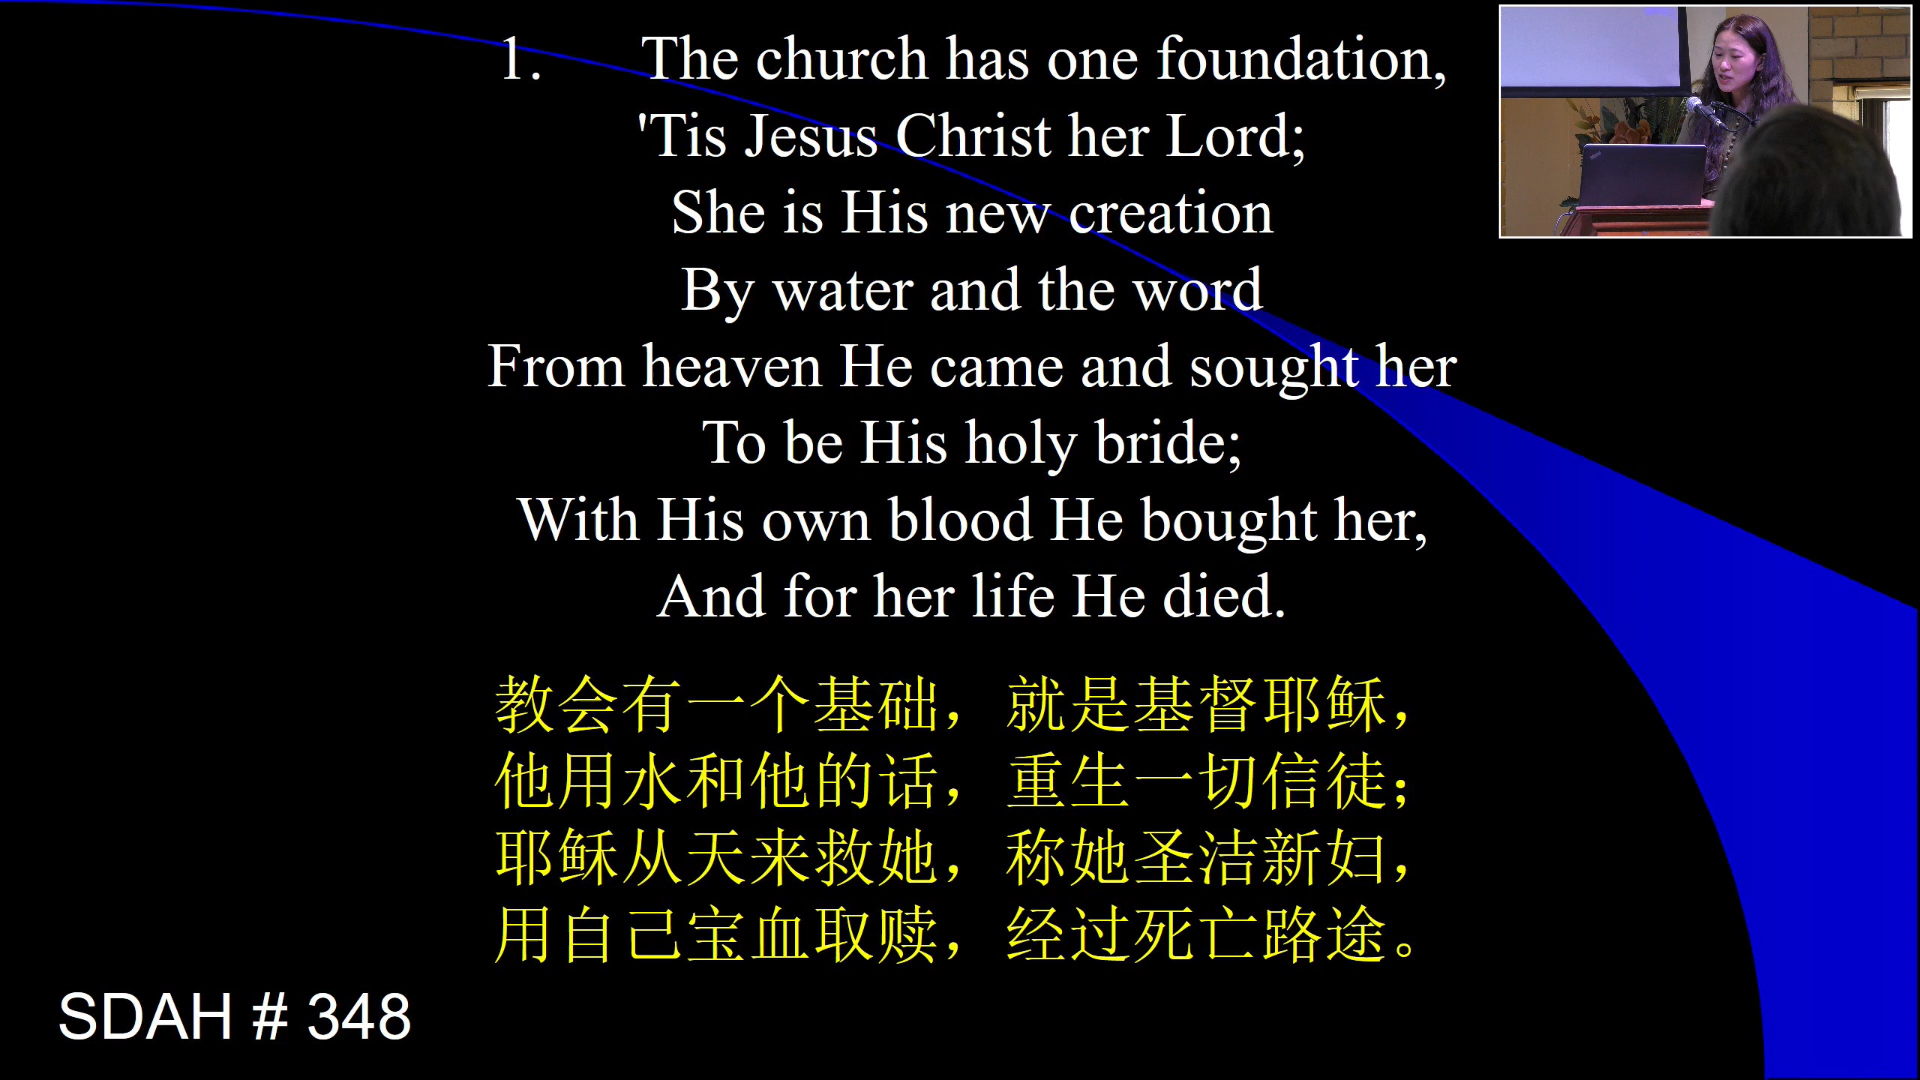 1. The church has one foundation,
'Tis Jesus Christ her Lord;
She is His new creation
By water and the word
From heaven He came and sought her
To be His holy bride;
With His own blood He bought her,
And for her life He died.
教会有一个基础，就是基督耶稣，
他用水和他的话，重生一切信徒；
耶稣从天来救她，称她圣洁新妇，
用自己宝血取赎，经过死亡路途。
SDAH # 348